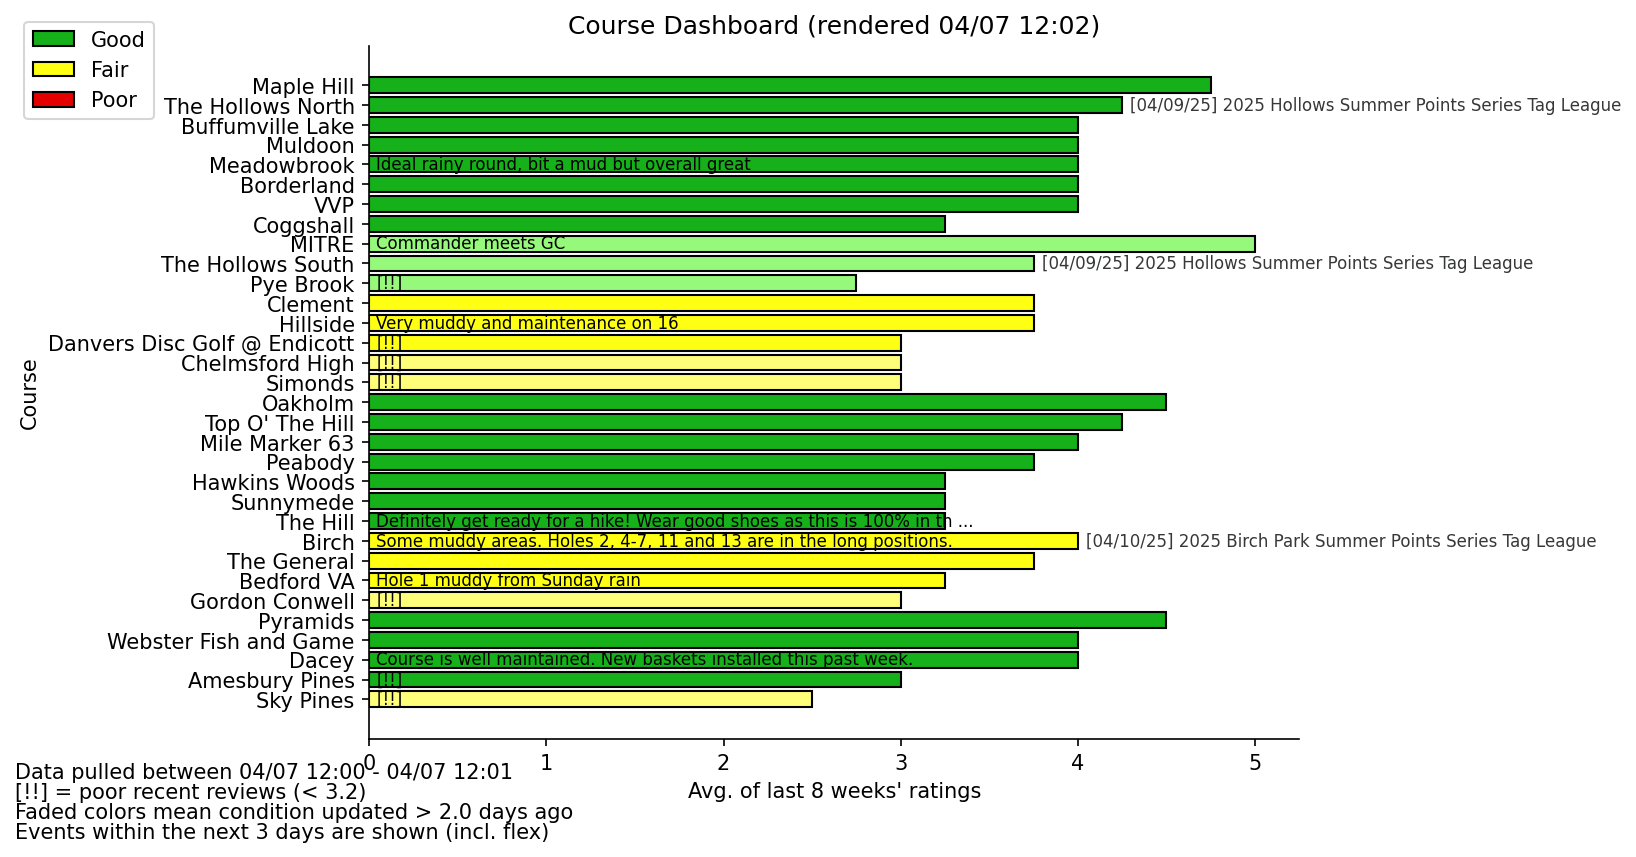 Course Dashboard (rendered 04/07 12:02)
Good
Fair
Poor
Maple Hill
The Hollows North [04/09/25] 2025 Hollows Summer Points Series Tag League
Buffumville Lake
Muldoon
Meadowbrook Ideal rainy round, bit a mud but overall great
Borderland
VVP
Coggshall
MITRE Commander meets GC
The Hollows South [04/09/25] 2025 Hollows Summer Points Series Tag League
Pye Brook [!!]
Clement
Hillside Very muddy and maintenance on 16
Danvers Disc Golf @ Endicott [!!]
Chelmsford High [!!]
Simonds [!!]
Oakholm
Top O' The Hill
Mile Marker 63
Peabody
Hawkins Woods
Sunnymede
The Hill Definitely get ready for a hike! Wear good shoes as this is 100% in th ...
Birch Some muddy areas. Holes 2, 4-7, 11 and 13 are in the long positions. [04/10/25] 2025 Birch Park Summer Points Series Tag League
The General
Bedford VA Hole 1 muddy from Sunday rain
Gordon Conwell [!!]
Pyramids
Webster Fish and Game
Dacey Course is well maintained. New baskets installed this past week.
Amesbury Pines [!!]
Sky Pines [!!]
Course
0 1 2 3 4 5
Avg. of last 8 weeks' ratings
Data pulled between 04/07 12:00 - 04/07 12:01
[!!] = poor recent reviews (< 3.2)
Faded colors mean condition updated > 2.0 days ago
Events within the next 3 days are shown (incl. flex)